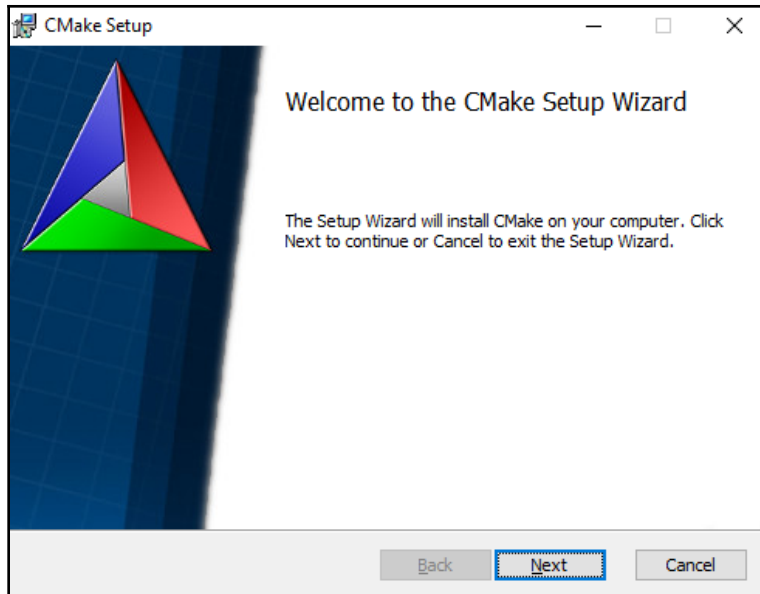 CMake Setup
Welcome to the CMake Setup Wizard
The Setup Wizard will install CMake on your computer. Click
Next to continue or Cancel to exit the Setup Wizard.
Back Next Cancel